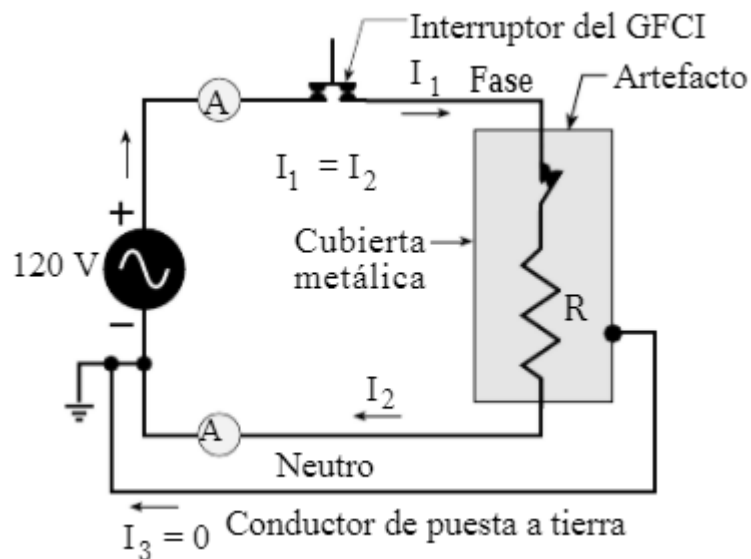 Interruptor del GFCI
I₁ Fase
Artefacto
A
I₁ = I₂
+
120 V
−
Cubierta
metálica
R
I₂
A
Neutro
I₃ = 0
Conductor de puesta a tierra